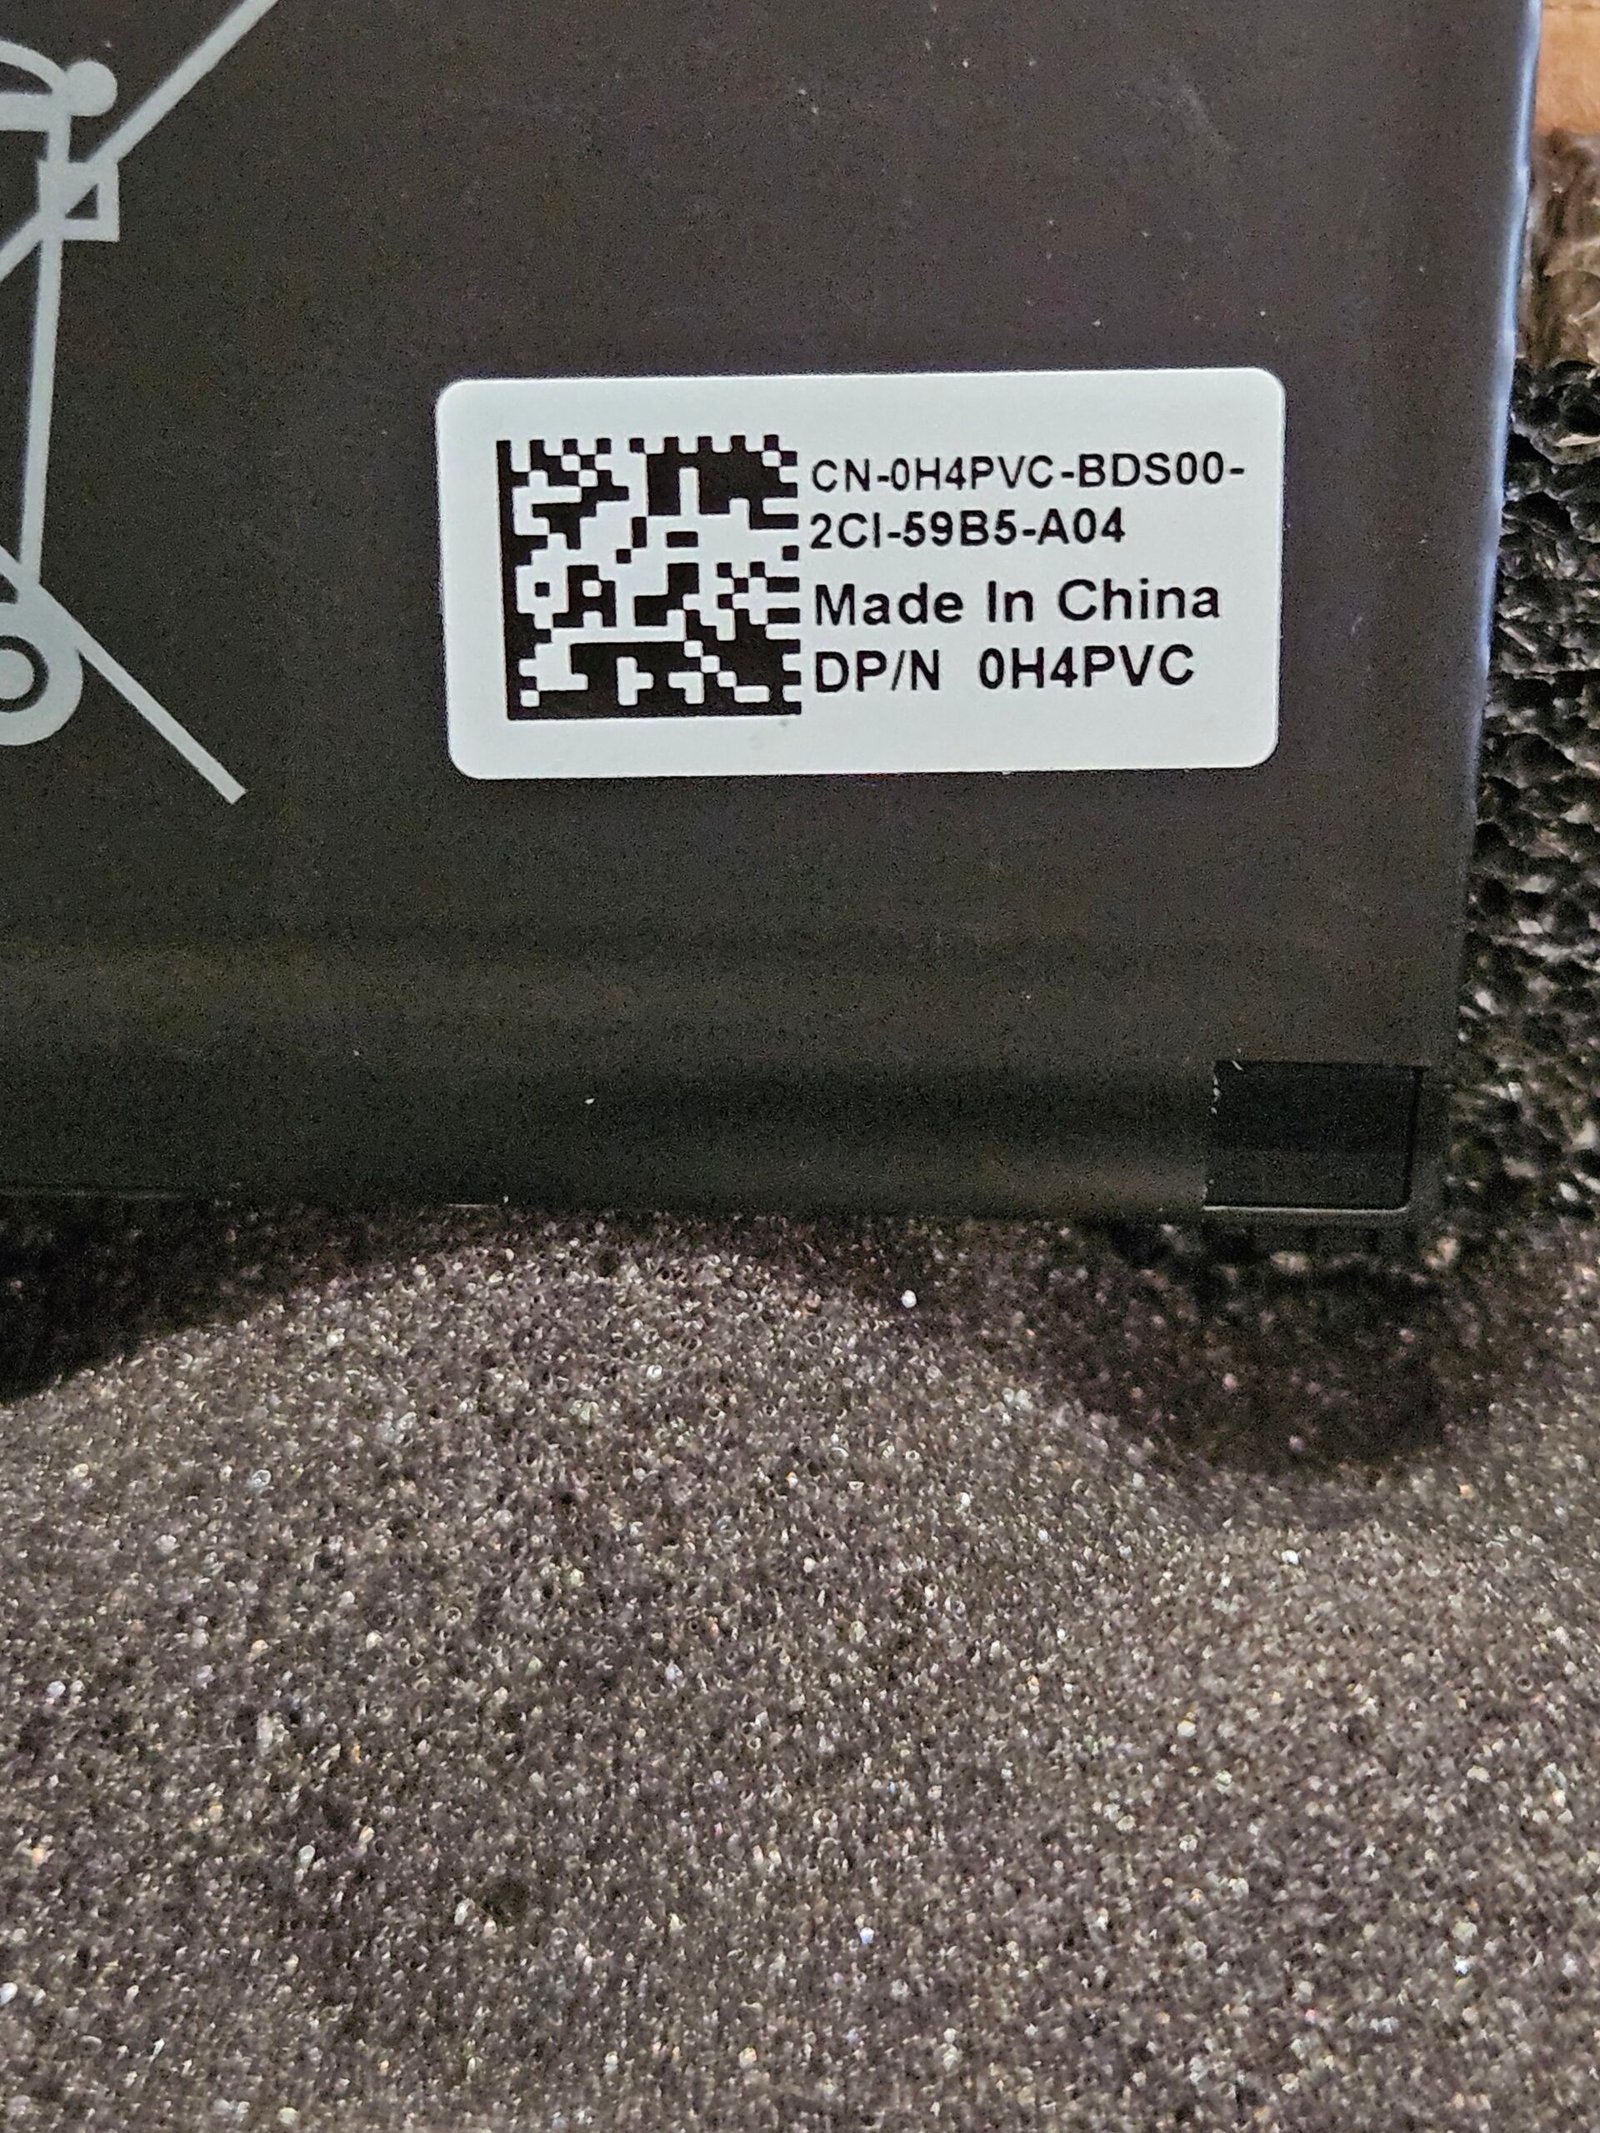 CN-0H4PVC-BDS00-
2CI-59B5-A04
Made In China
DP/N 0H4PVC